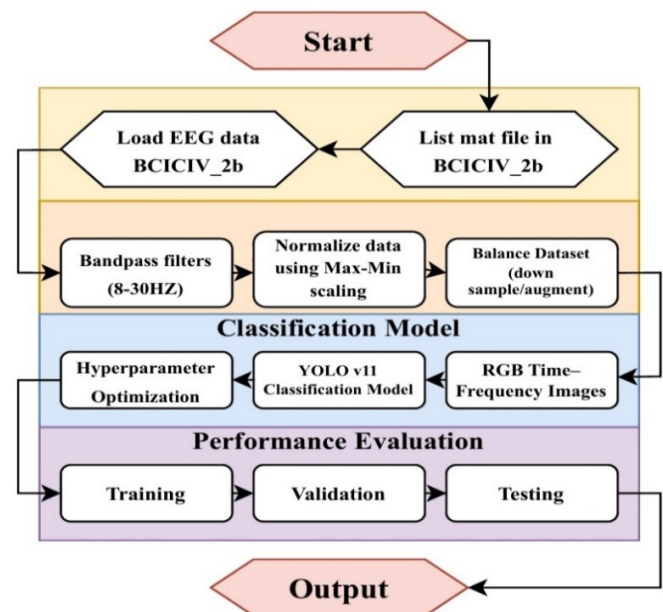 Start
Load EEG data
BCICIV_2b
List mat file in
BCICIV_2b
Bandpass filters
(8-30HZ)
Normalize data
using Max-Min
scaling
Balance Dataset
(down
sample/augment)
Classification Model
Hyperparameter
Optimization
YOLO v11
Classification Model
RGB Time–
Frequency Images
Performance Evaluation
Training
Validation
Testing
Output